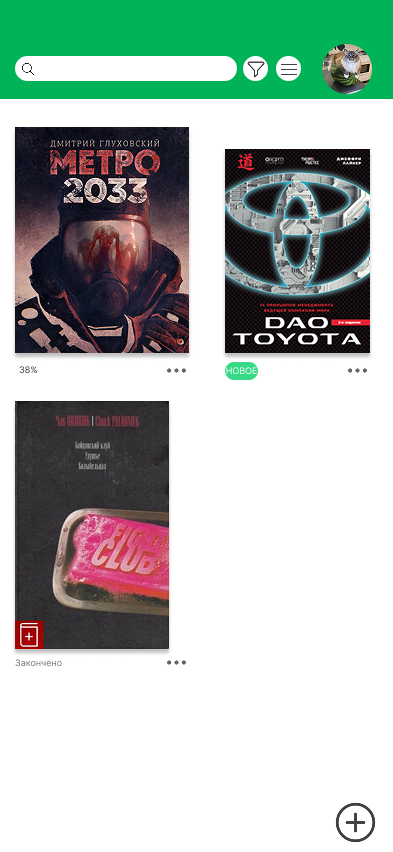 ДМИТРИЙ ГЛУХОВСКИЙ
МЕТРО
2033
38%
道
ДЖЕФФРИ
ЛАЙКЕР
14 ПРИНЦИПОВ МЕНЕДЖМЕНТА
ВЕДУЩЕЙ КОМПАНИИ МИРА
DAO
TOYOTA
НОВОЕ
Чак ПАЛАНИК | Chuck PALAHNIUK
Бойцовский клуб
Удушье
Колыбельная
FIGHT
CLUB
Закончено